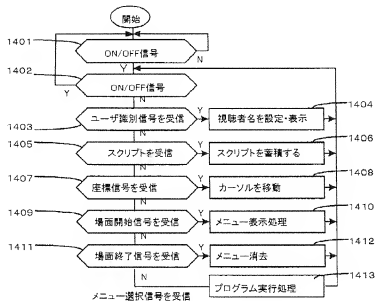 開始
1401
ON/OFF信号
N
1402
Y
ON/OFF信号
Y
N
1403
ユーザ識別信号を受信
Y
視聴者名を設定・表示
1404
N
1405
スクリプトを受信
Y
スクリプトを蓄積する
1406
N
1407
座標信号を受信
Y
カーソルを移動
1408
N
1409
場面開始信号を受信
Y
メニュー表示処理
1410
N
1411
場面終了信号を受信
Y
メニュー消去
1412
N
プログラム実行処理
1413
メニュー選択信号を受信